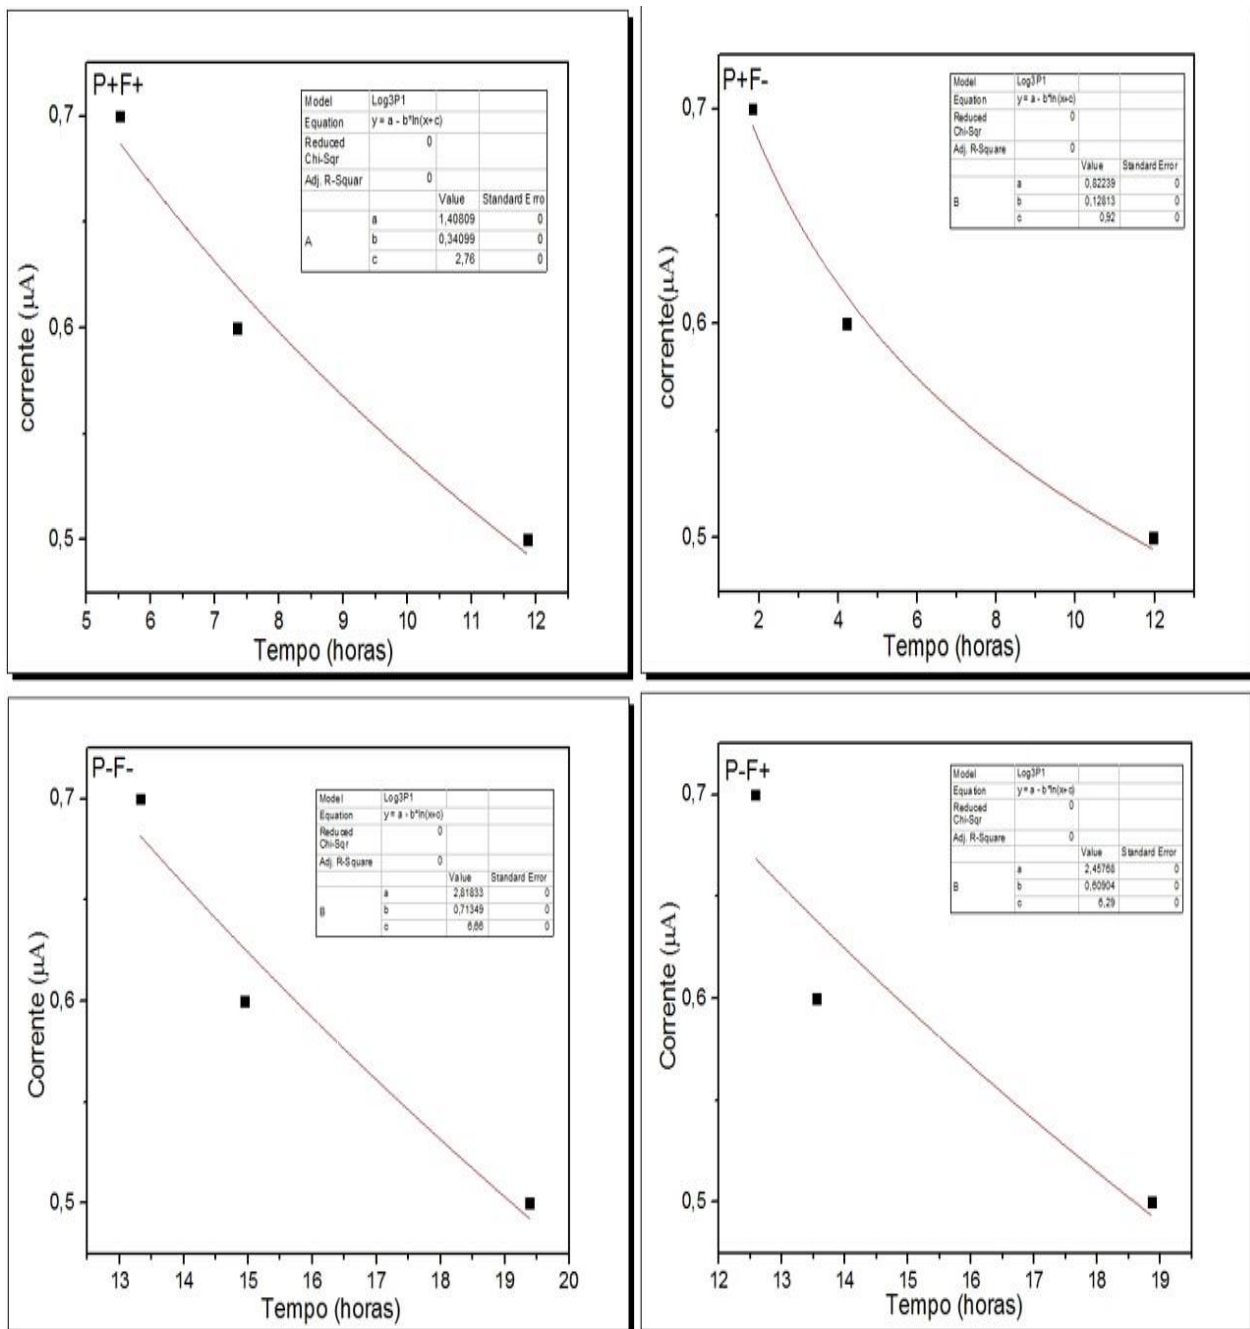 P+F+
Model Log3P1
Equation y = a - b*ln(x+c)
Reduced Chi-Sqr 0
Adj. R-Squar 0
Value Standard Erro
A a 1,40809 0
b 0,34099 0
c 2,76 0
0,7
0,6
0,5
corrente (µA)
5 6 7 8 9 10 11 12
Tempo (horas)
P+F-
Model Log3P1
Equation y = a - b*ln(x+c)
Reduced Chi-Sqr 0
Adj. R-Square 0
Value Standard Error
B a 0,82239 0
b 0,12813 0
c 0,92 0
0,7
0,6
0,5
corrente(µA)
2 4 6 8 10 12
Tempo (horas)
P-F-
Model Log3P1
Equation y = a - b*ln(x+c)
Reduced Chi-Sqr 0
Adj. R-Square 0
Value Standard Error
B a 2,81833 0
b 0,71349 0
c 6,66 0
0,7
0,6
0,5
Corrente (µA)
13 14 15 16 17 18 19 20
Tempo (horas)
P-F+
Model Log3P1
Equation y = a - b*ln(x+c)
Reduced Chi-Sqr 0
Adj. R-Square 0
Value Standard Error
B a 2,45768 0
b 0,60904 0
c 6,29 0
0,7
0,6
0,5
Corrente (µA)
12 13 14 15 16 17 18 19
Tempo (horas)